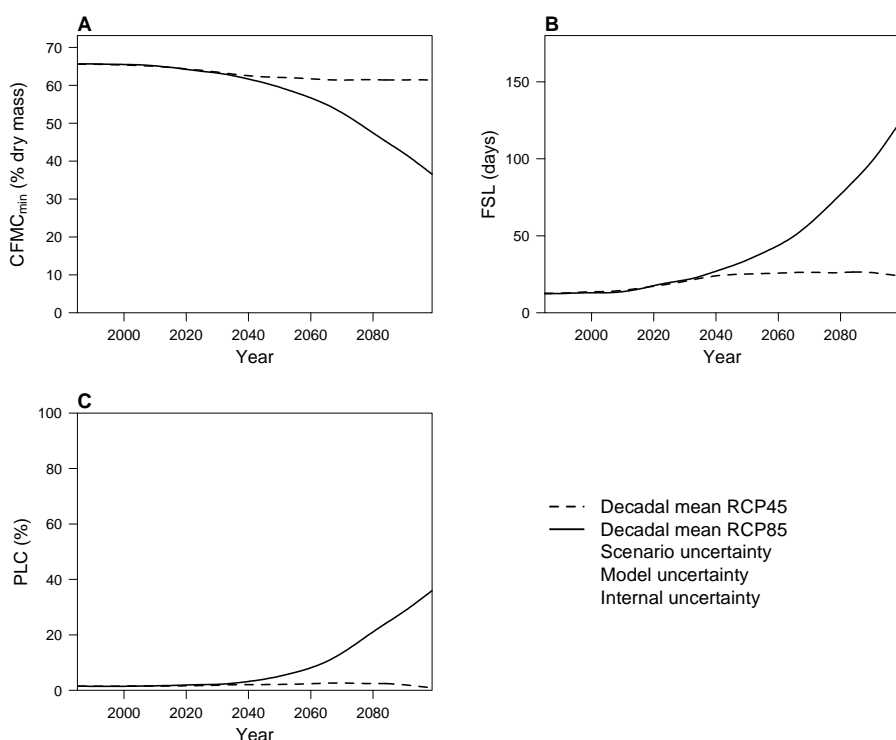 A
CFMCmin (% dry mass)
70
60
50
40
30
20
10
0
2000 2020 2040 2060 2080
Year
B
FSL (days)
150
100
50
0
2000 2020 2040 2060 2080
Year
C
PLC (%)
100
80
60
40
20
0
2000 2020 2040 2060 2080
Year
Decadal mean RCP45
Decadal mean RCP85
Scenario uncertainty
Model uncertainty
Internal uncertainty